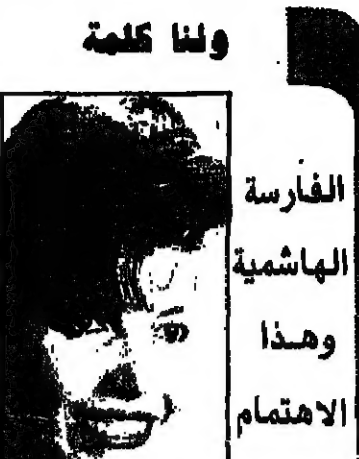 ولنا كلمة
الفارسة
الهاشمية
وهذا
الاهتمام